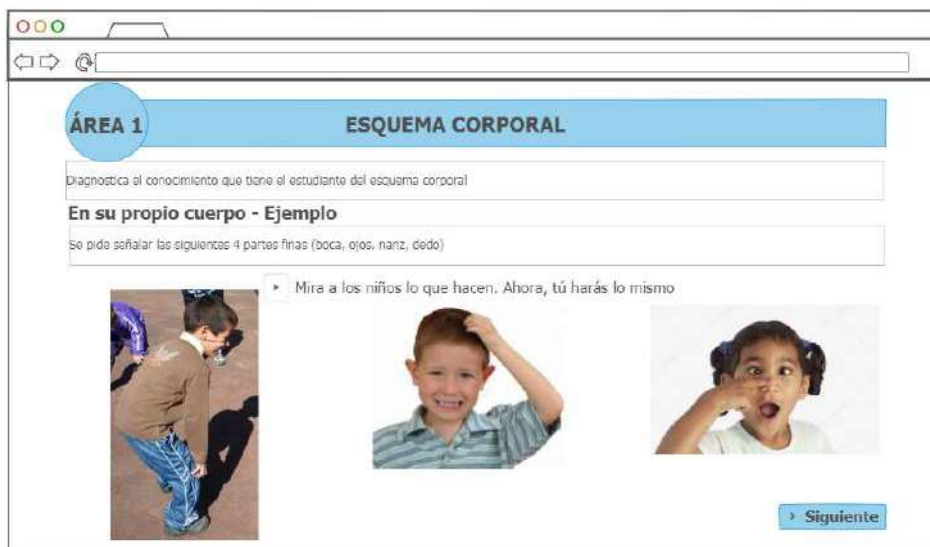 ÁREA 1
ESQUEMA CORPORAL
Diagnostica el conocimiento que tiene el estudiante del esquema corporal
En su propio cuerpo - Ejemplo
Se pide señalar las siguientes 4 partes finas (boca, ojos, nariz, dedo)
Mira a los niños lo que hacen. Ahora, tú harás lo mismo
Siguiente